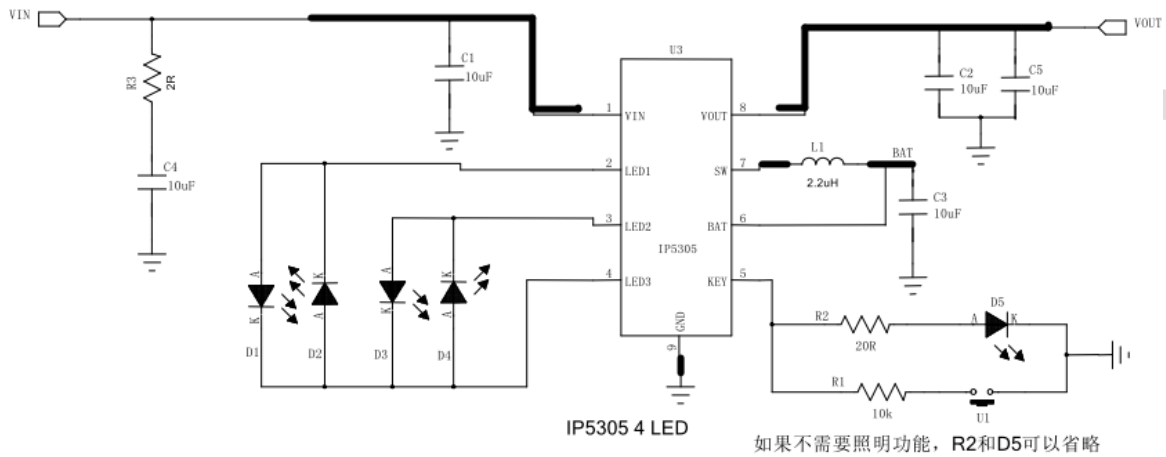 VIN
VOUT
U3
R3
2R
C1
10uF
C2
10uF
C5
10uF
1
VIN
VOUT
8
C4
10uF
2
LED1
SW
7
L1
2.2uH
BAT
3
LED2
BAT
6
C3
10uF
IP5305
4
LED3
KEY
5
A
K
D1
K
A
D2
A
K
D3
K
A
D4
GND
9
R2
20R
A
D5
K
R1
10k
U1
IP5305 4 LED
如果不需要照明功能，R2和D5可以省略